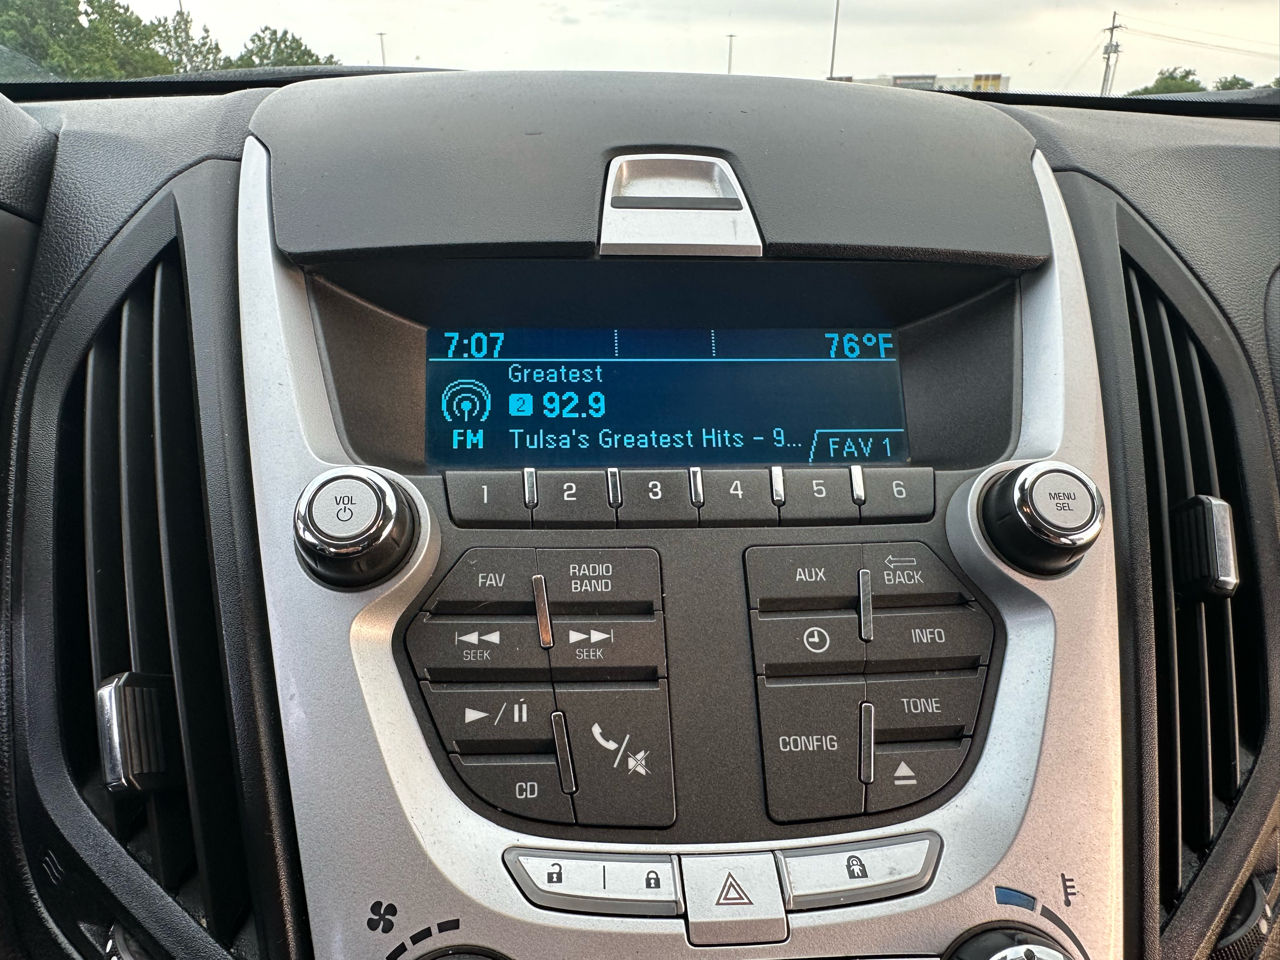 7:07 76°F
Greatest
2 92.9
FM Tulsa's Greatest Hits - 9... FAV 1
1 2 3 4 5 6
VOL
MENU
SEL
FAV
RADIO
BAND
AUX
BACK
SEEK
SEEK
INFO
TONE
CONFIG
CD